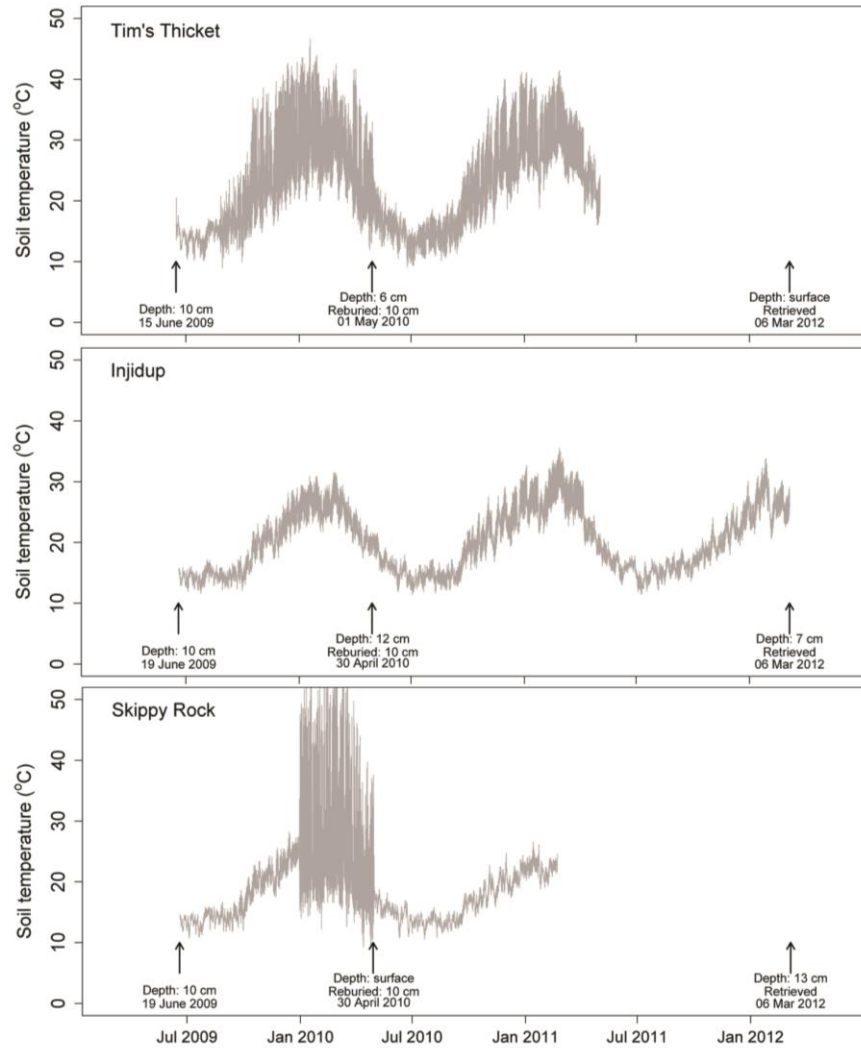 Tim's Thicket
Soil temperature (°C)
50
40
30
20
10
0
Depth: 10 cm
15 June 2009
Depth: 6 cm
Reburied: 10 cm
01 May 2010
Depth: surface
Retrieved
06 Mar 2012
Injidup
Soil temperature (°C)
50
40
30
20
10
0
Depth: 10 cm
19 June 2009
Depth: 12 cm
Reburied: 10 cm
30 April 2010
Depth: 7 cm
Retrieved
06 Mar 2012
Skippy Rock
Soil temperature (°C)
50
40
30
20
10
0
Depth: 10 cm
19 June 2009
Depth: surface
Reburied: 10 cm
30 April 2010
Depth: 13 cm
Retrieved
06 Mar 2012
Jul 2009
Jan 2010
Jul 2010
Jan 2011
Jul 2011
Jan 2012